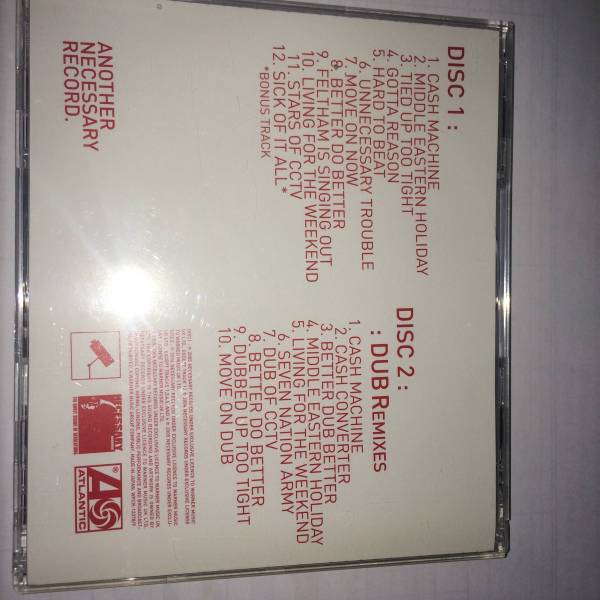 DISC 1 :
1. CASH MACHINE
2. MIDDLE EASTERN HOLIDAY
3. TIED UP TOO TIGHT
4. GOTTA REASON
5. HARD TO BEAT
6. UNNECESSARY TROUBLE
7. MOVE ON NOW
8. BETTER DO BETTER
9. FELTHAM IS SINGING OUT
10. LIVING FOR THE WEEKEND
11. STARS OF CCTV
12. SICK OF IT ALL *
*BONUS TRACK
ANOTHER
NECESSARY
RECORD.
DISC 2 :
: DUB REMIXES
1. CASH MACHINE
2. CASH CONVERTER
3. BETTER DUB BETTER
4. MIDDLE EASTERN HOLIDAY
5. LIVING FOR THE WEEKEND
6. SEVEN NATION ARMY
7. DUB OF CCTV
8. BETTER DO BETTER
9. DUBBED UP TOO TIGHT
10. MOVE ON DUB
NECESSARY
ATLANTIC